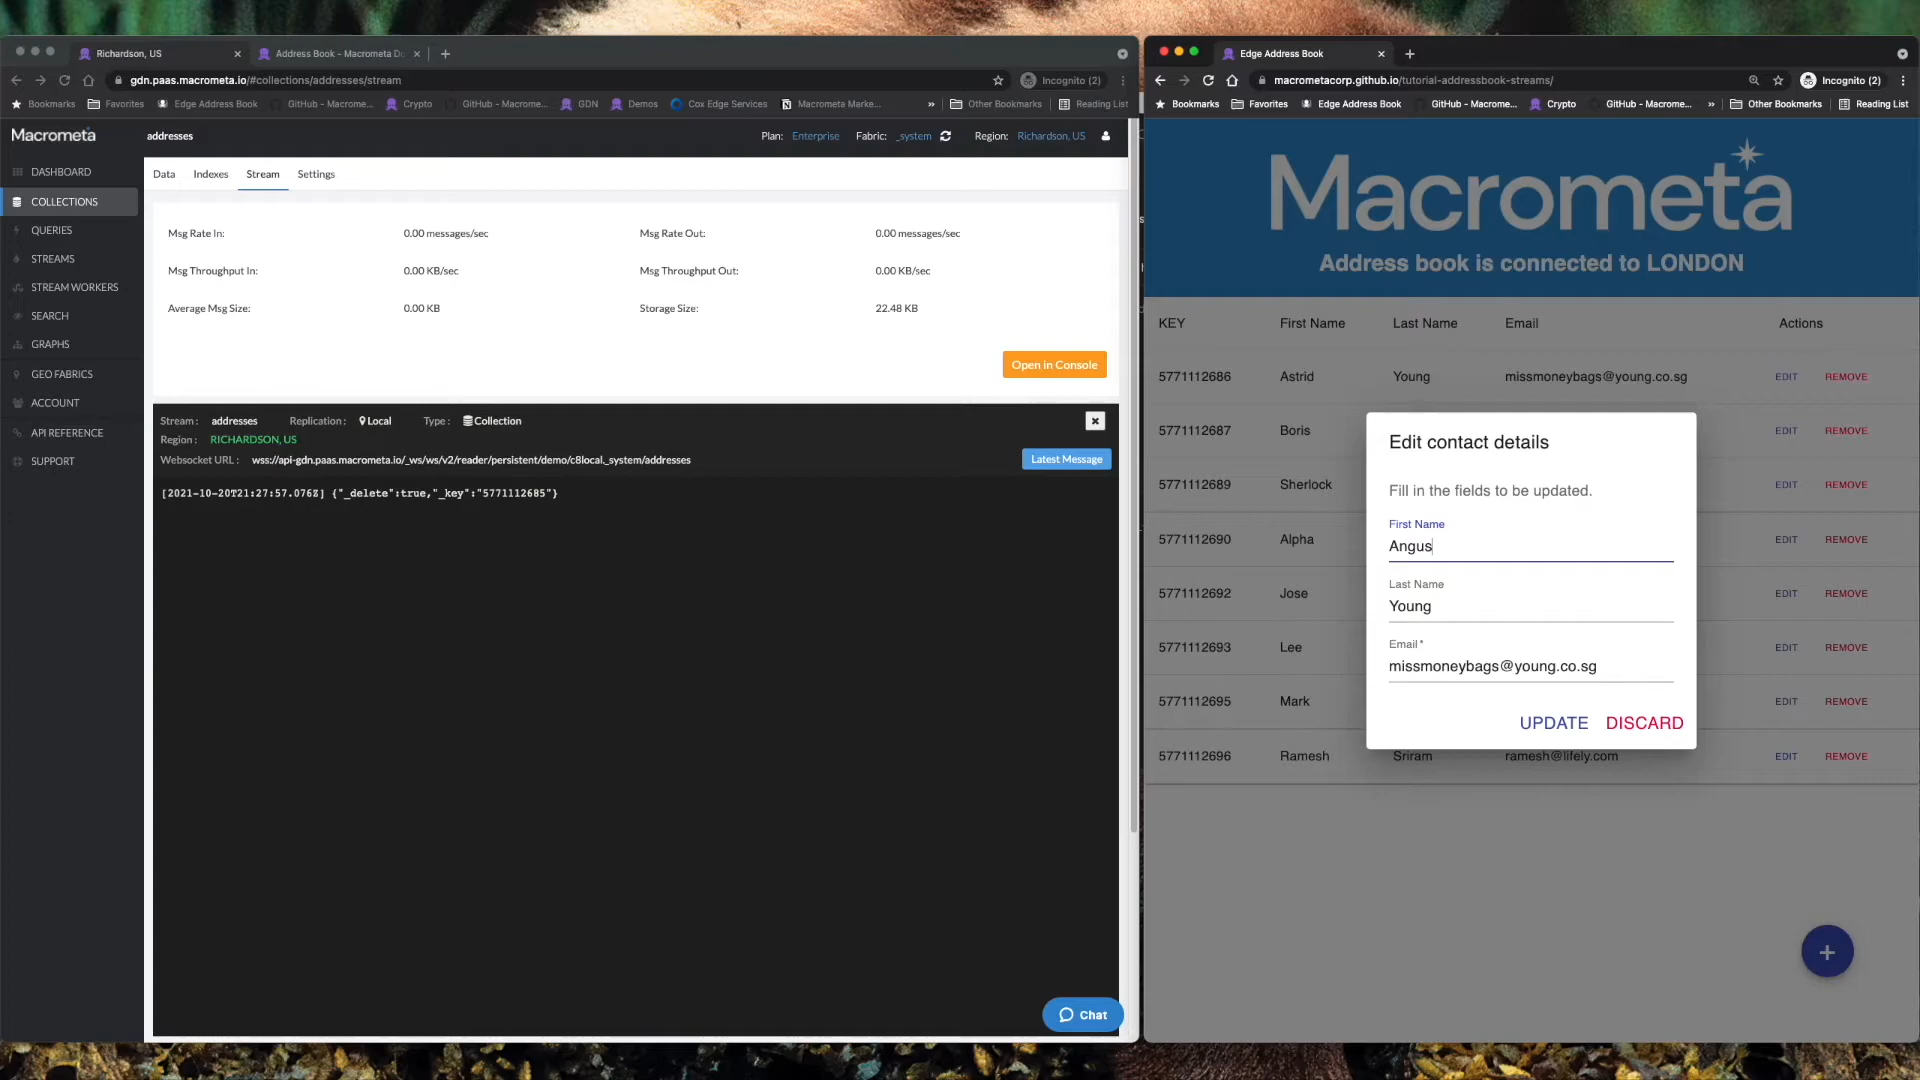 Richardson, US
Address Book - Macrometa Do
gdn.paas.macrometa.io/#collections/addresses/stream
Incognito (2)
Bookmarks
Favorites
Edge Address Book
GitHub - Macrome...
Crypto
GitHub - Macrome...
GDN
Demos
Cox Edge Services
Macrometa Marke...
»
Other Bookmarks
Reading List
Macrometa
addresses
Plan: Enterprise
Fabric: _system
Region: Richardson, US
DASHBOARD
COLLECTIONS
QUERIES
STREAMS
STREAM WORKERS
SEARCH
GRAPHS
GEO FABRICS
ACCOUNT
API REFERENCE
SUPPORT
Data Indexes Stream Settings
Msg Rate In: 0.00 messages/sec Msg Rate Out: 0.00 messages/sec
Msg Throughput In: 0.00 KB/sec Msg Throughput Out: 0.00 KB/sec
Average Msg Size: 0.00 KB Storage Size: 22.48 KB
Open in Console
Stream : addresses Replication : Local Type : Collection
Region : RICHARDSON, US
Websocket URL : wss://api-gdn.paas.macrometa.io/_ws/ws/v2/reader/persistent/demo/c8local._system/addresses
Latest Message
[2021-10-20T21:27:57.076Z] {"_delete":true,"_key":"5771112685"}
Chat
Edge Address Book
macrometacorp.github.io/tutorial-addressbook-streams/
Incognito (2)
Bookmarks
Favorites
Edge Address Book
GitHub - Macrome...
Crypto
GitHub - Macrome...
»
Other Bookmarks
Reading List
Macrometa
Address book is connected to LONDON
KEY First Name Last Name Email Actions
5771112686 Astrid Young missmoneybags@young.co.sg EDIT REMOVE
5771112687 Boris EDIT REMOVE
5771112689 Sherlock EDIT REMOVE
5771112690 Alpha EDIT REMOVE
5771112692 Jose EDIT REMOVE
5771112693 Lee EDIT REMOVE
5771112695 Mark EDIT REMOVE
5771112696 Ramesh Sriram ramesh@lifely.com EDIT REMOVE
Edit contact details
Fill in the fields to be updated.
First Name
Angus
Last Name
Young
Email *
missmoneybags@young.co.sg
UPDATE DISCARD